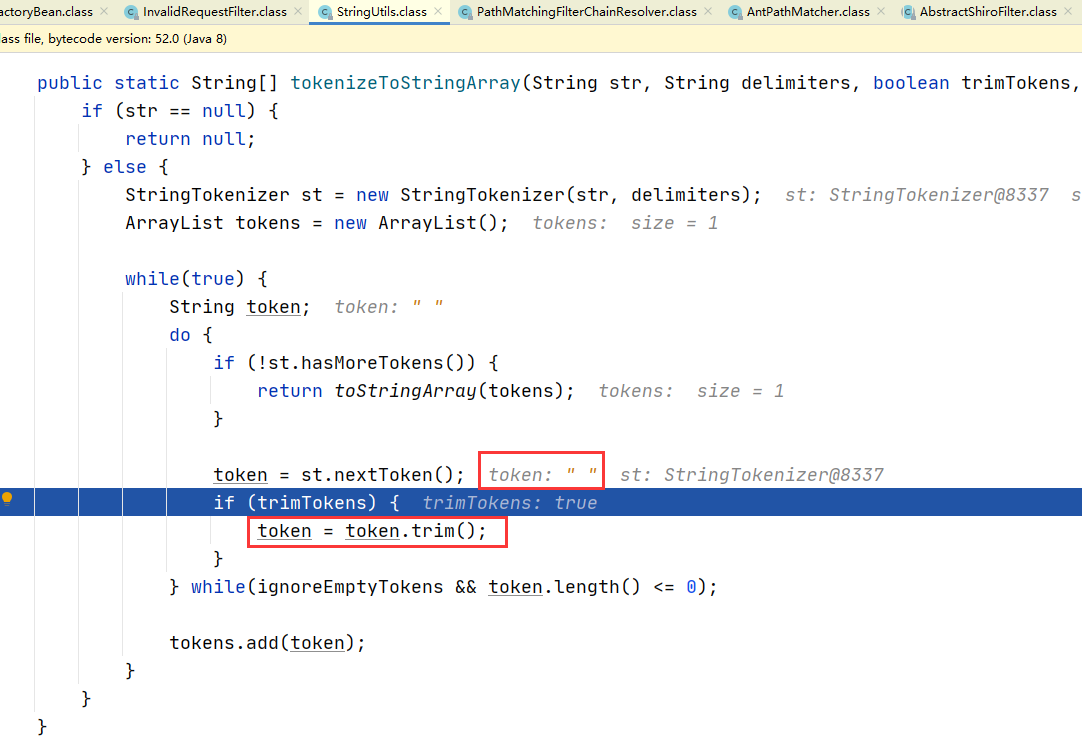 actoryBean.class InvalidRequestFilter.class StringUtils.class PathMatchingFilterChainResolver.class AntPathMatcher.class AbstractShiroFilter.class
lass file, bytecode version: 52.0 (Java 8)
public static String[] tokenizeToStringArray(String str, String delimiters, boolean trimTokens,
if (str == null) {
return null;
} else {
StringTokenizer st = new StringTokenizer(str, delimiters); st: StringTokenizer@8337 s
ArrayList tokens = new ArrayList(); tokens: size = 1
while(true) {
String token; token: " "
do {
if (!st.hasMoreTokens()) {
return toStringArray(tokens); tokens: size = 1
}
token = st.nextToken(); token: " " st: StringTokenizer@8337
if (trimTokens) { trimTokens: true
token = token.trim();
}
} while(ignoreEmptyTokens && token.length() <= 0);
tokens.add(token);
}
}
}